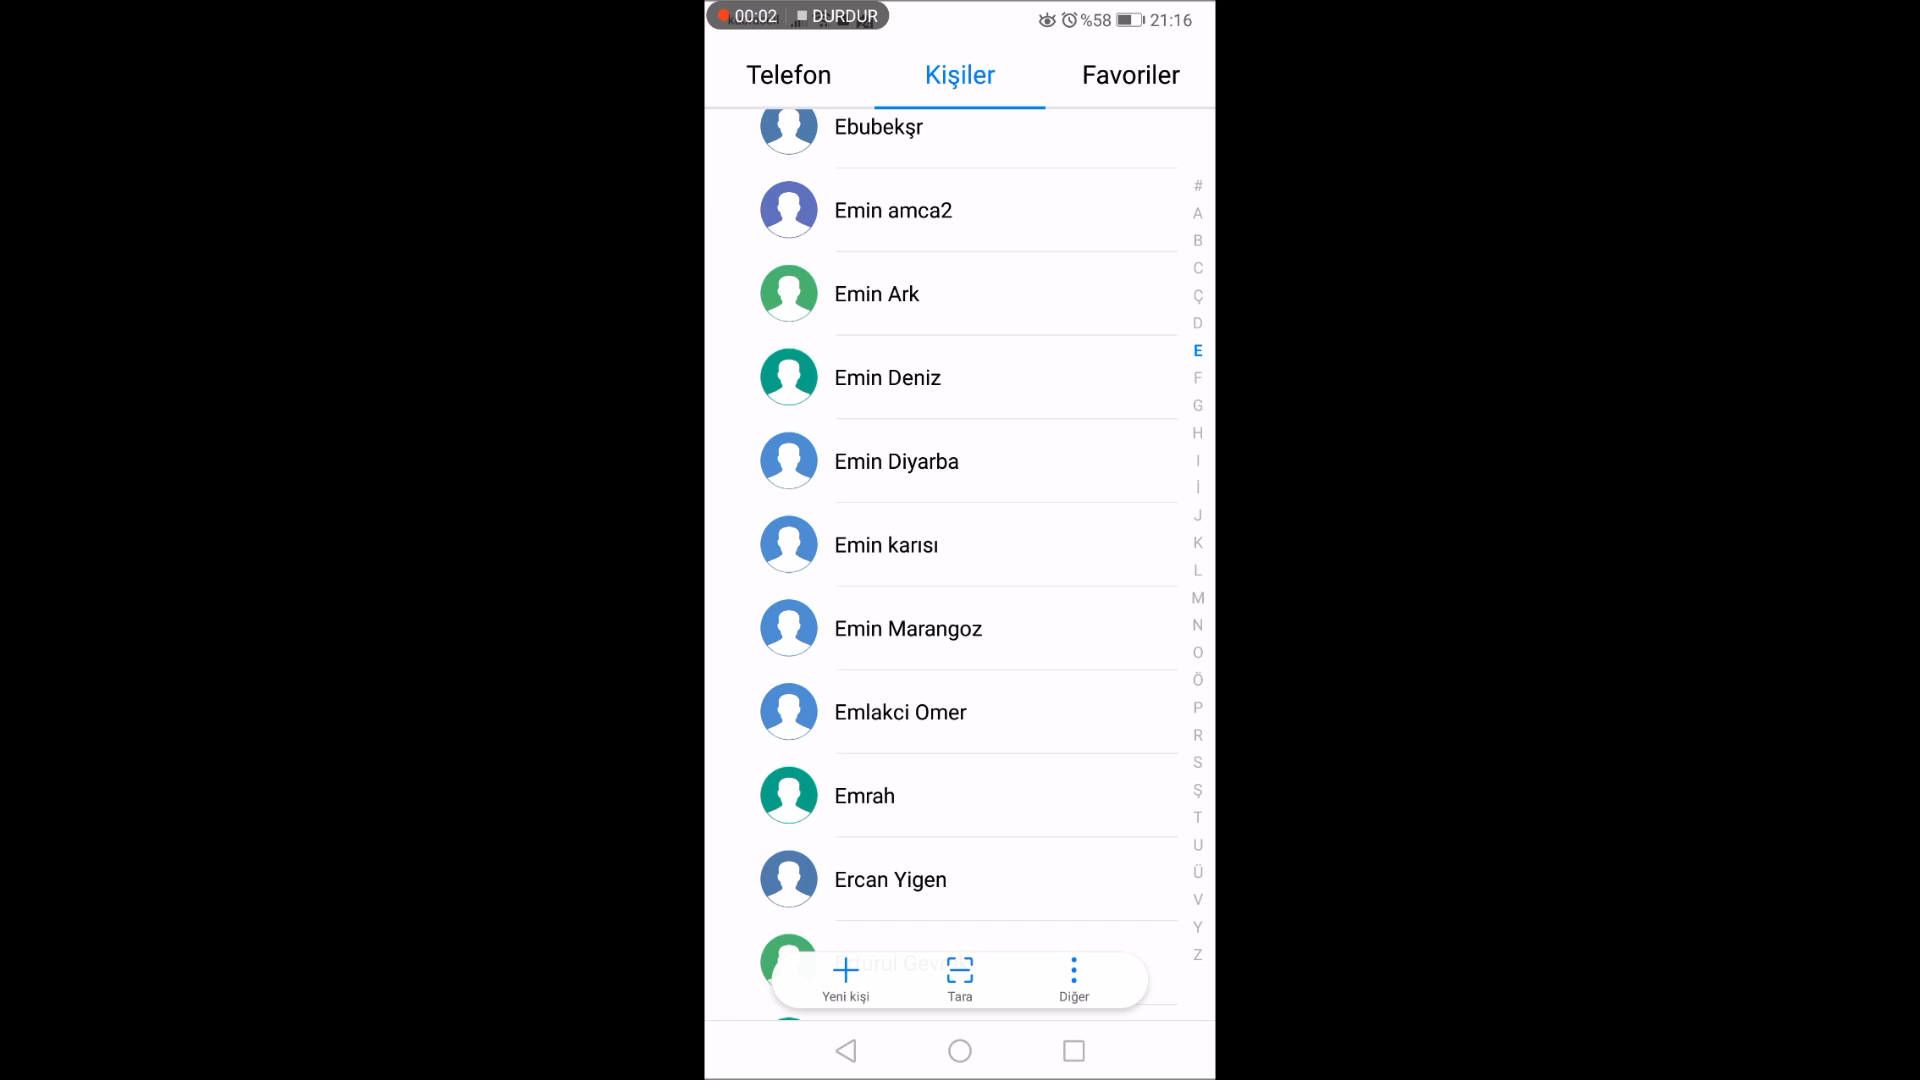 00:02 DURDUR %58 21:16
Telefon Kişiler Favoriler
Ebubekşr
Emin amca2
Emin Ark
Emin Deniz
Emin Diyarba
Emin karısı
Emin Marangoz
Emlakci Omer
Emrah
Ercan Yigen
Yeni kişi Tara Diğer
#
A
B
C
Ç
D
E
F
G
H
I
İ
J
K
L
M
N
O
Ö
P
R
S
Ş
T
U
Ü
V
Y
Z